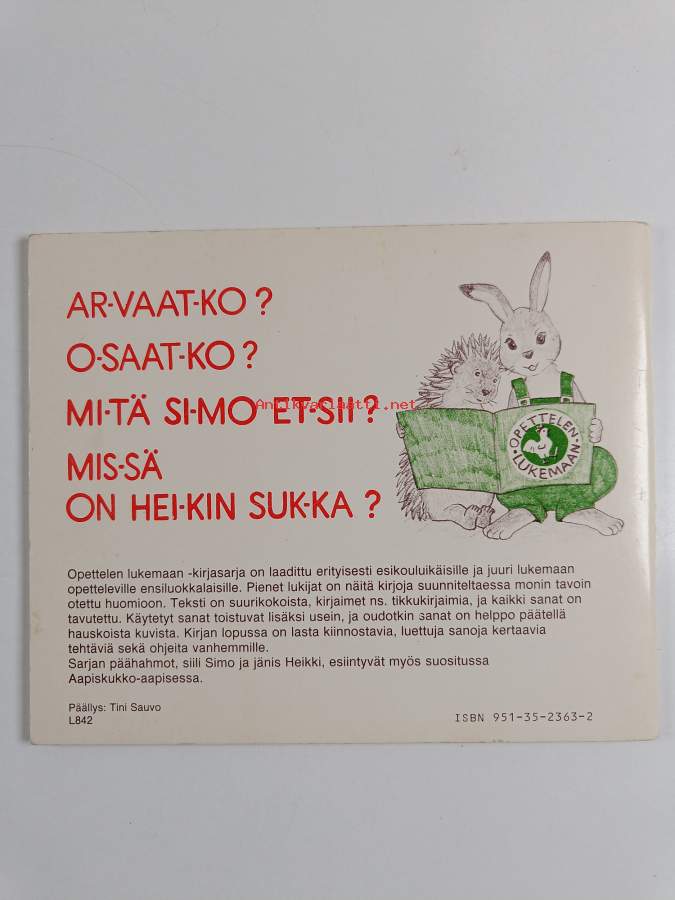 AR-VAAT-KO?
O-SAAT-KO?
MI-TÄ SI-MO ET-SII?
Antikvariaatti.net
MIS-SÄ
ON HEI-KIN SUK-KA?
OPETTELEN
LUKEMAAN
Opettelen lukemaan -kirjasarja on laadittu erityisesti esikouluikäisille ja juuri lukemaan
opetteleville ensiluokkalaisille. Pienet lukijat on näitä kirjoja suunniteltaessa monin tavoin
otettu huomioon. Teksti on suurikokoista, kirjaimet ns. tikkukirjaimia, ja kaikki sanat on
tavutettu. Käytetyt sanat toistuvat lisäksi usein, ja oudotkin sanat on helppo päätellä
hauskoista kuvista. Kirjan lopussa on lasta kiinnostavia, luettuja sanoja kertaavia
tehtäviä sekä ohjeita vanhemmille.
Sarjan päähahmot, siili Simo ja jänis Heikki, esiintyvät myös suositussa
Aapiskukko-aapisessa.
Päällys: Tini Sauvo
L842
ISBN 951-35-2363-2